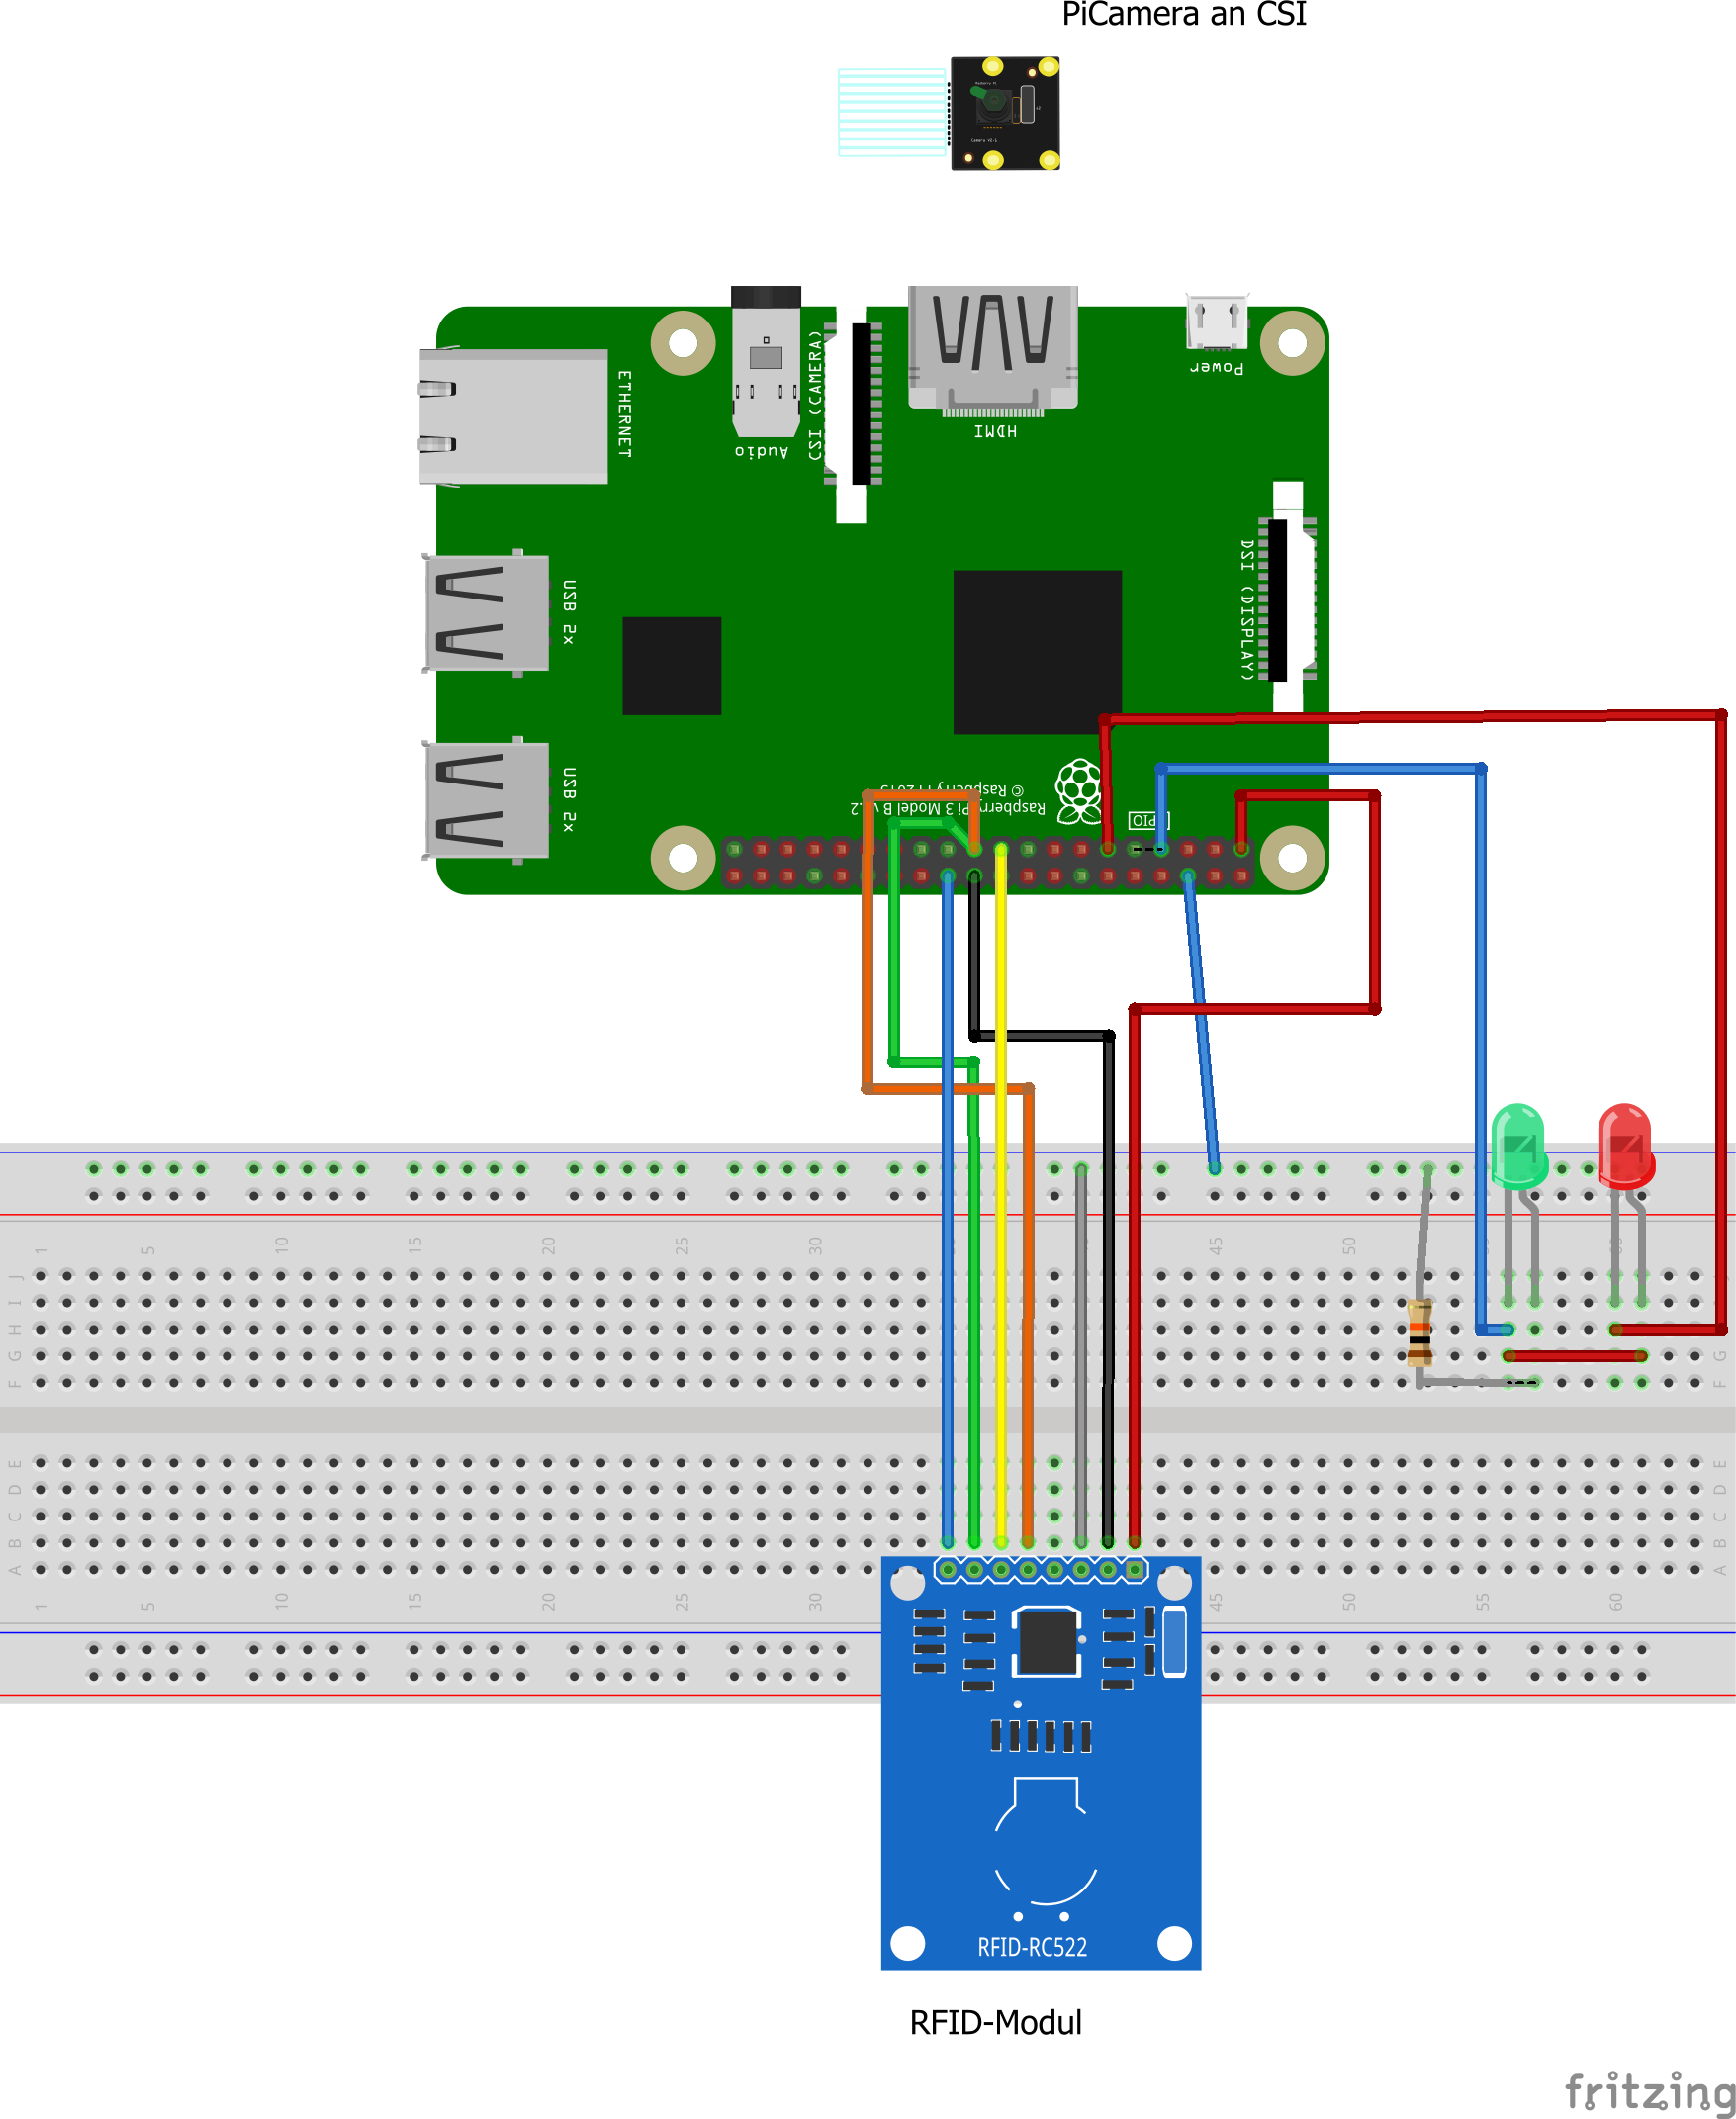 PiCamera an CSI
ETHERNET
Audio
CSI (CAMERA)
HDMI
Power
USB 2x
DSI (DISPLAY)
USB 2x
© Raspberry Pi 2015
Raspberry Pi 3 Model B v1.2
GPIO
1 5 10 15 20 25 30 45 50 60
J
I
H
G G
F F
E E
D D
C C
B B
A A
1 5 10 15 20 25 30 45 50 55 60
RFID-RC522
RFID-Modul
fritzing